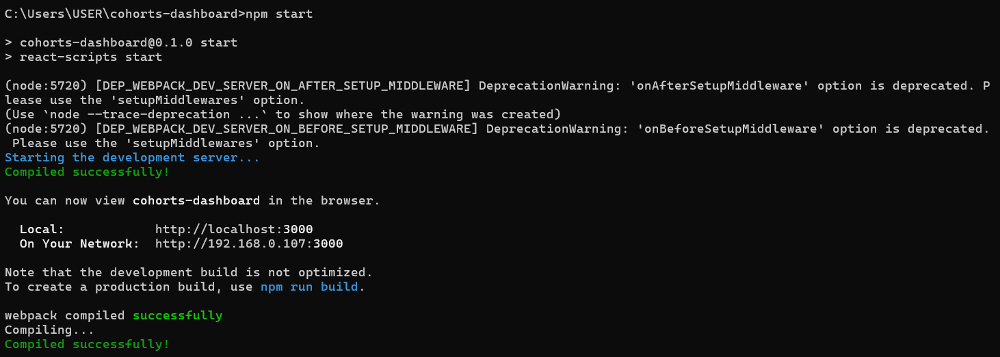 C:\Users\USER\cohorts-dashboard>npm start
> cohorts-dashboard@0.1.0 start
> react-scripts start
(node:5720) [DEP_WEBPACK_DEV_SERVER_ON_AFTER_SETUP_MIDDLEWARE] DeprecationWarning: 'onAfterSetupMiddleware' option is deprecated. P
lease use the 'setupMiddlewares' option.
(Use `node --trace-deprecation ...` to show where the warning was created)
(node:5720) [DEP_WEBPACK_DEV_SERVER_ON_BEFORE_SETUP_MIDDLEWARE] DeprecationWarning: 'onBeforeSetupMiddleware' option is deprecated.
 Please use the 'setupMiddlewares' option.
Starting the development server...
Compiled successfully!
You can now view cohorts-dashboard in the browser.
  Local:            http://localhost:3000
  On Your Network:  http://192.168.0.107:3000
Note that the development build is not optimized.
To create a production build, use npm run build.
webpack compiled successfully
Compiling...
Compiled successfully!